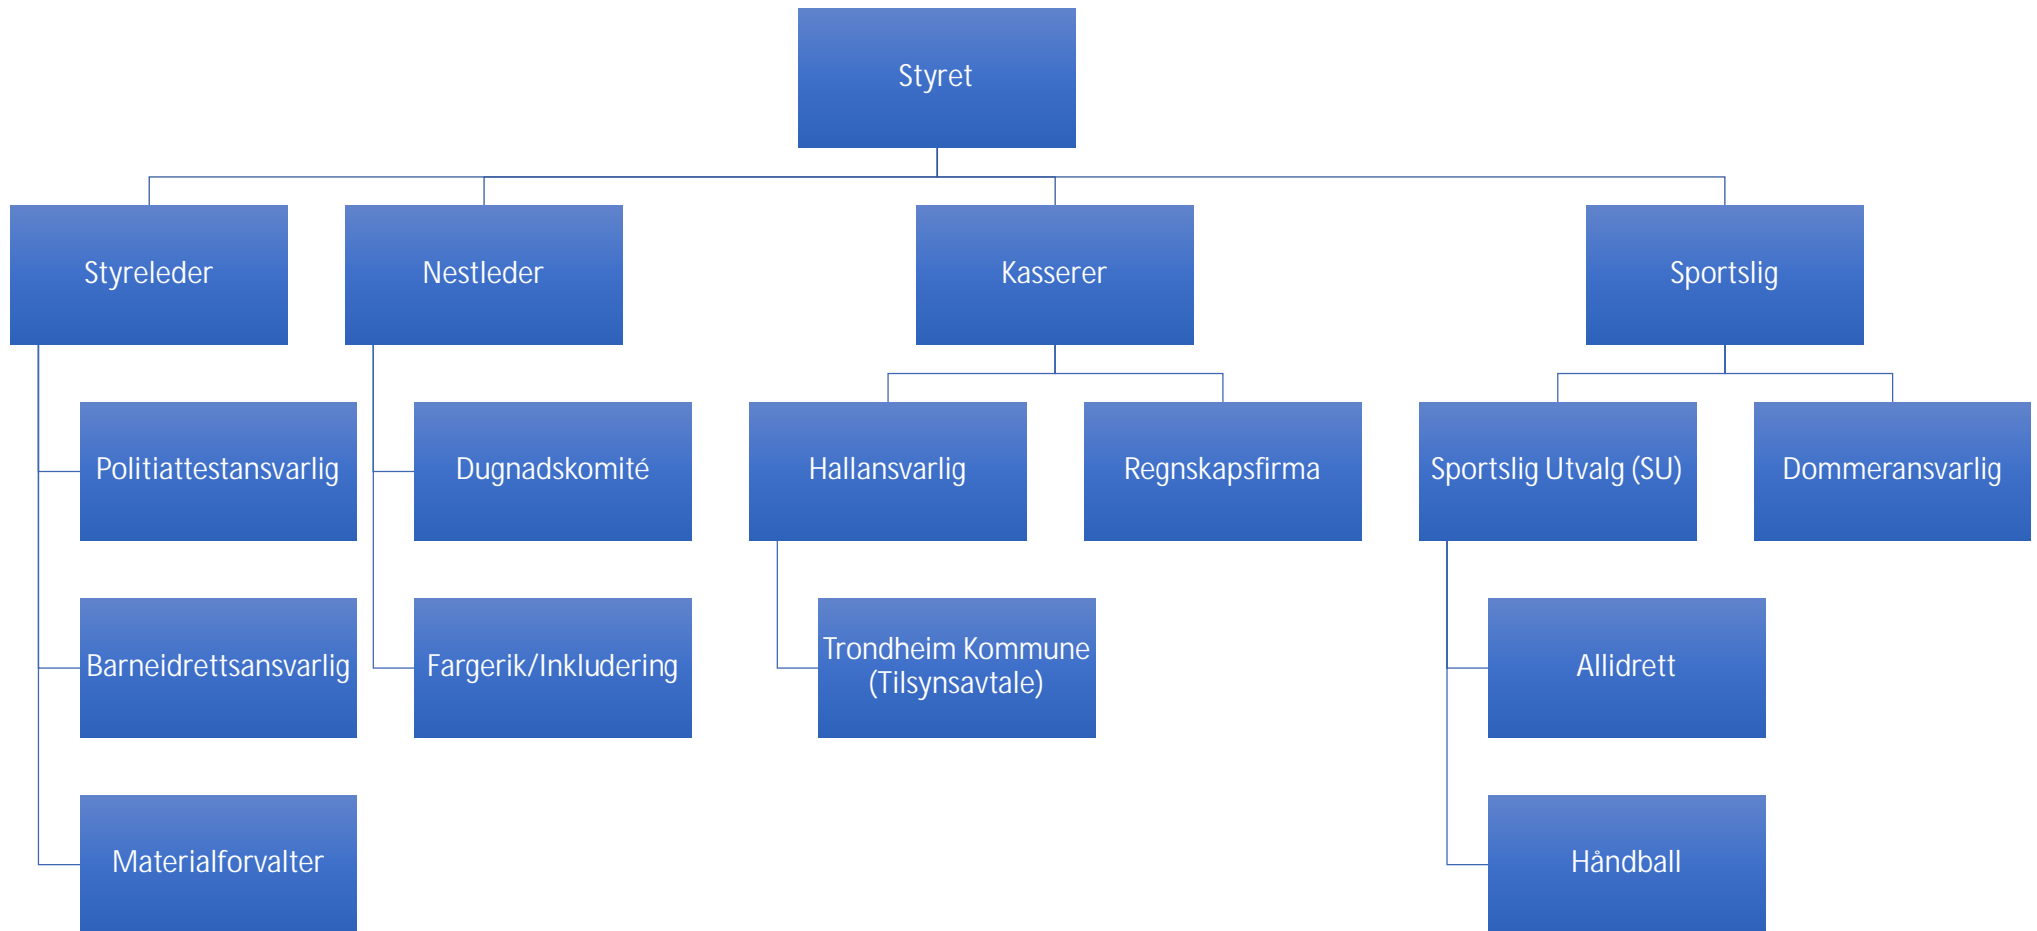 Styret
Styreleder
Nestleder
Kasserer
Sportslig
Politiattestansvarlig
Dugnadskomité
Hallansvarlig
Regnskapsfirma
Sportslig Utvalg (SU)
Dommeransvarlig
Barneidrettsansvarlig
Fargerik/Inkludering
Trondheim Kommune
(Tilsynsavtale)
Allidrett
Materialforvalter
Håndball